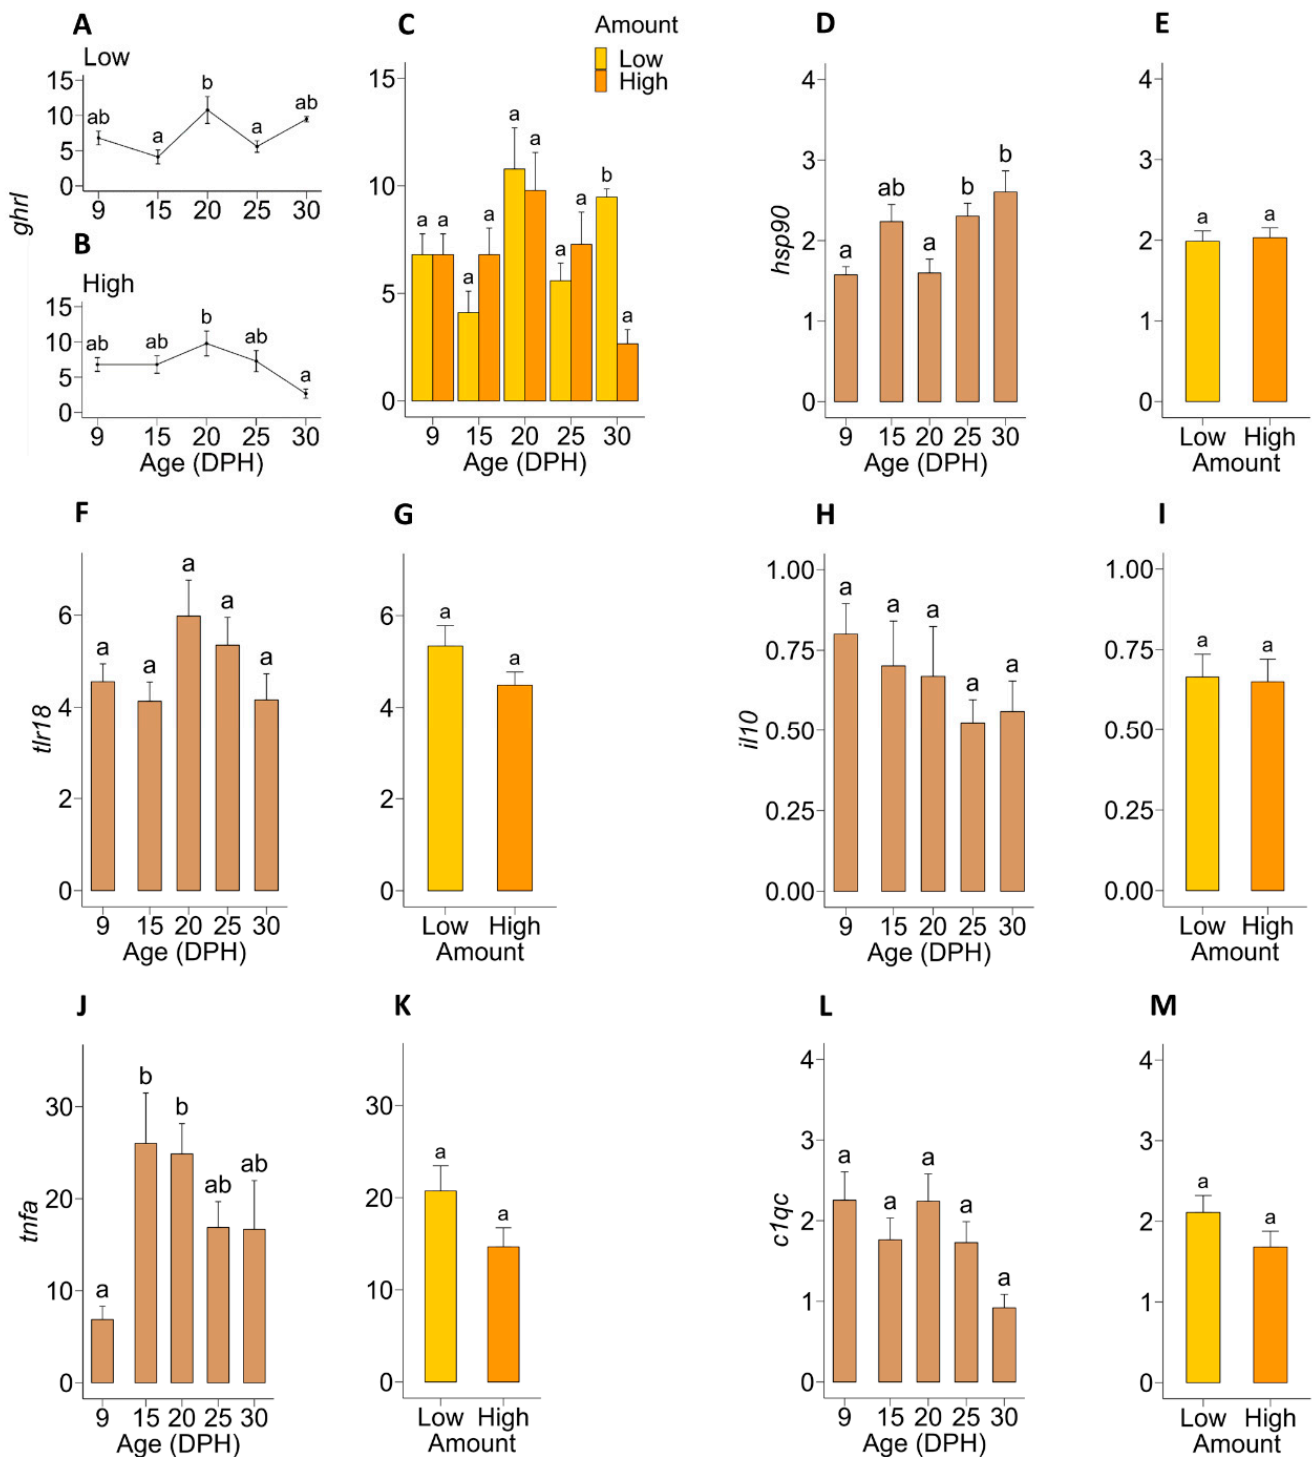 A
Low
15
10
5
0
ab
a
b
a
ab
9 15 20 25 30
ghrl
B
High
15
10
5
0
ab
ab
b
ab
a
9 15 20 25 30
Age (DPH)
C
Amount
Low
High
15
10
5
0
a a a a a a a a b a
9 15 20 25 30
Age (DPH)
D
hsp90
4
3
2
1
0
a ab a b b
9 15 20 25 30
Age (DPH)
E
4
3
2
1
0
a a
Low High
Amount
F
tlr18
6
4
2
0
a a a a a
9 15 20 25 30
Age (DPH)
G
6
4
2
0
a a
Low High
Amount
H
il10
1.00
0.75
0.50
0.25
0.00
a a a a a
9 15 20 25 30
Age (DPH)
I
1.00
0.75
0.50
0.25
0.00
a a
Low High
Amount
J
tnfa
30
20
10
0
a b b ab ab
9 15 20 25 30
Age (DPH)
K
30
20
10
0
a a
Low High
Amount
L
c1qc
4
3
2
1
0
a a a a a
9 15 20 25 30
Age (DPH)
M
4
3
2
1
0
a a
Low High
Amount